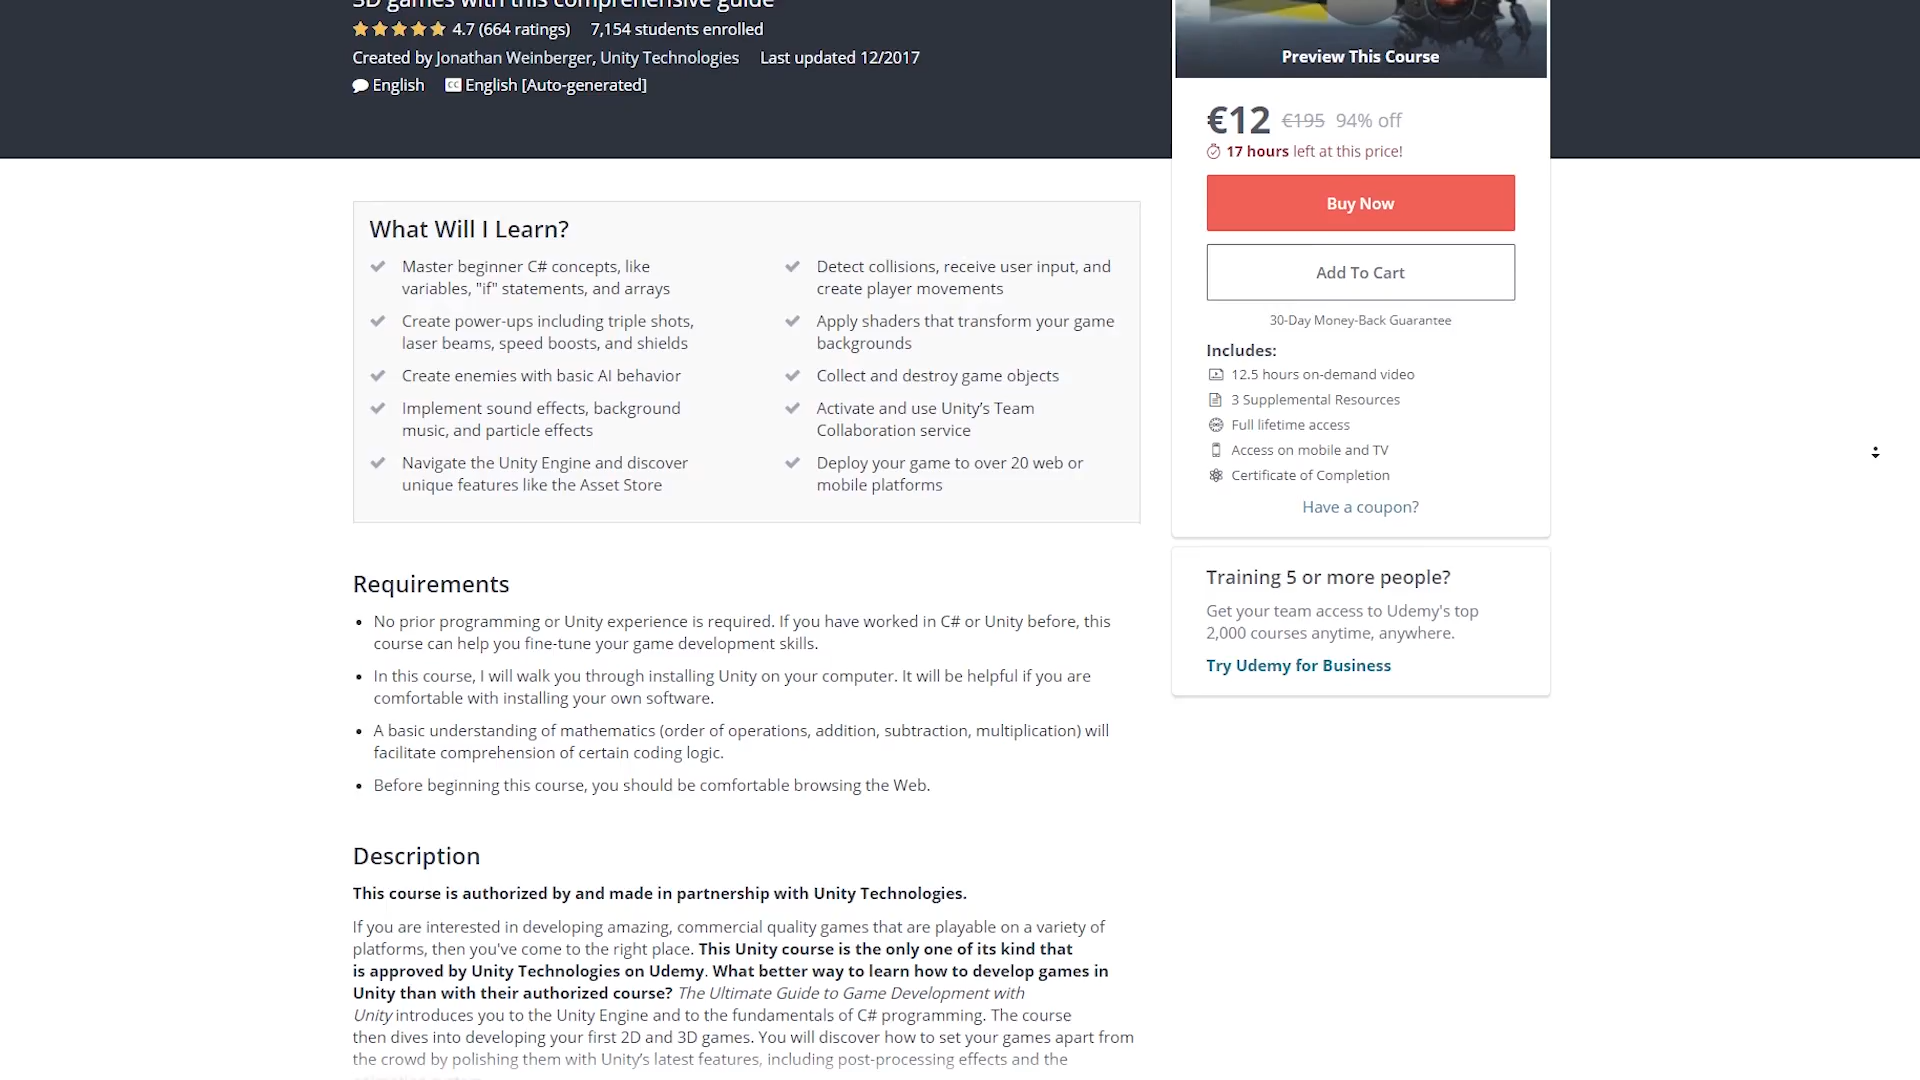 3D games with this comprehensive guide
4.7 (664 ratings) 7,154 students enrolled
Created by Jonathan Weinberger, Unity Technologies Last updated 12/2017
English CC English [Auto-generated]
Preview This Course
€12 €195 94% off
17 hours left at this price!
Buy Now
Add To Cart
30-Day Money-Back Guarantee
Includes:
12.5 hours on-demand video
3 Supplemental Resources
Full lifetime access
Access on mobile and TV
Certificate of Completion
Have a coupon?
Training 5 or more people?
Get your team access to Udemy's top
2,000 courses anytime, anywhere.
Try Udemy for Business
What Will I Learn?
Master beginner C# concepts, like
variables, "if" statements, and arrays
Create power-ups including triple shots,
laser beams, speed boosts, and shields
Create enemies with basic AI behavior
Implement sound effects, background
music, and particle effects
Navigate the Unity Engine and discover
unique features like the Asset Store
Detect collisions, receive user input, and
create player movements
Apply shaders that transform your game
backgrounds
Collect and destroy game objects
Activate and use Unity’s Team
Collaboration service
Deploy your game to over 20 web or
mobile platforms
Requirements
No prior programming or Unity experience is required. If you have worked in C# or Unity before, this
course can help you fine-tune your game development skills.
In this course, I will walk you through installing Unity on your computer. It will be helpful if you are
comfortable with installing your own software.
A basic understanding of mathematics (order of operations, addition, subtraction, multiplication) will
facilitate comprehension of certain coding logic.
Before beginning this course, you should be comfortable browsing the Web.
Description
This course is authorized by and made in partnership with Unity Technologies.
If you are interested in developing amazing, commercial quality games that are playable on a variety of
platforms, then you've come to the right place. This Unity course is the only one of its kind that
is approved by Unity Technologies on Udemy. What better way to learn how to develop games in
Unity than with their authorized course? The Ultimate Guide to Game Development with
Unity introduces you to the Unity Engine and to the fundamentals of C# programming. The course
then dives into developing your first 2D and 3D games. You will discover how to set your games apart from
the crowd by polishing them with Unity’s latest features, including post-processing effects and the